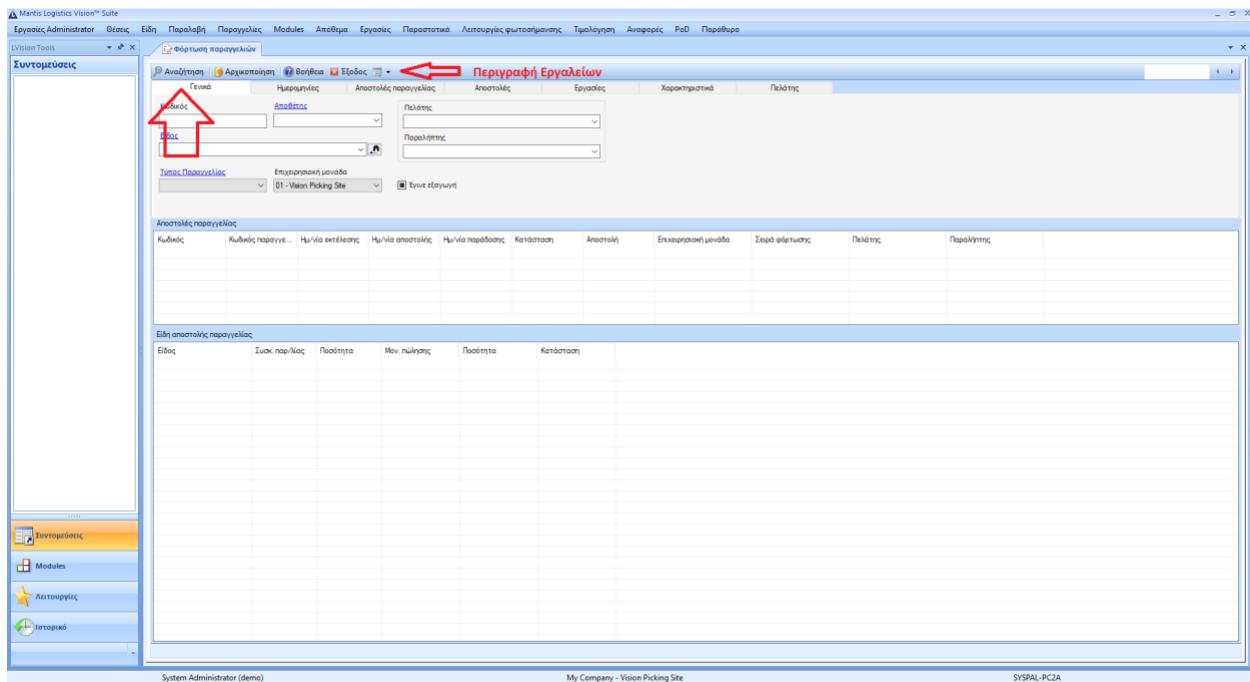 Mantis Logistics Vision™ Suite
Εργασίες Administrator Θέσεις Είδη Παραλαβή Παραγγελίες Modules Απόθεμα Εργασίες Παραστατικά Λειτουργίες φωτοσήμανσης Τιμολόγηση Αναφορές PoD Παράθυρο
LVision Tools
Φόρτωση παραγγελιών
Συντομεύσεις
Αναζήτηση Αρχικοποίηση Βοήθεια Έξοδος Περιγραφή Εργαλείων
Γενικά Ημερομηνίες Αποστολές παραγγελίας Αποστολές Εργασίες Χαρακτηριστικά Πελάτης
Κωδικός Αποθέτης Πελάτης
Είδος Παραλήπτης
Τύπος Παραγγελίας Επιχειρησιακή μονάδα
01 - Vision Picking Site Έγινε εξαγωγή
Αποστολές παραγγελίας
Κωδικός Κωδικός παραγγε... Ημ/νία εκτέλεσης Ημ/νία αποστολής Ημ/νία παράδοσης Κατάσταση Αποστολή Επιχειρησιακή μονάδα Σειρά φόρτωσης Πελάτης Παραλήπτης
Είδη αποστολής παραγγελίας
Είδος Συσκ. παρ/λίας Ποσότητα Μον. πώλησης Ποσότητα Κατάσταση
Συντομεύσεις
Modules
Λειτουργίες
Ιστορικό
System Administrator (demo) My Company - Vision Picking Site SYSPAL-PC2A